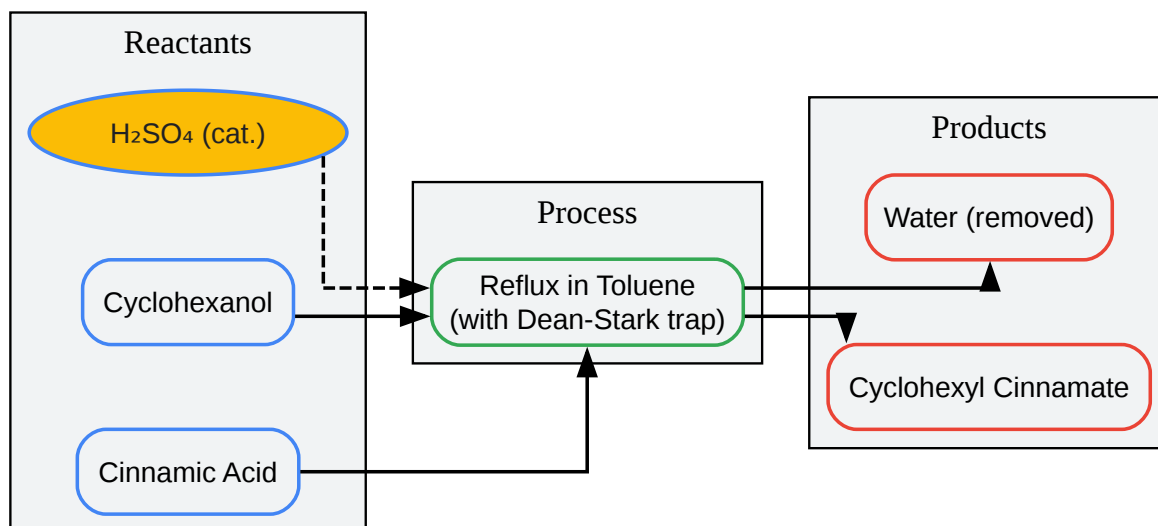 Reactants
H₂SO₄ (cat.)
Cyclohexanol
Cinnamic Acid
Process
Reflux in Toluene
(with Dean-Stark trap)
Products
Water (removed)
Cyclohexyl Cinnamate